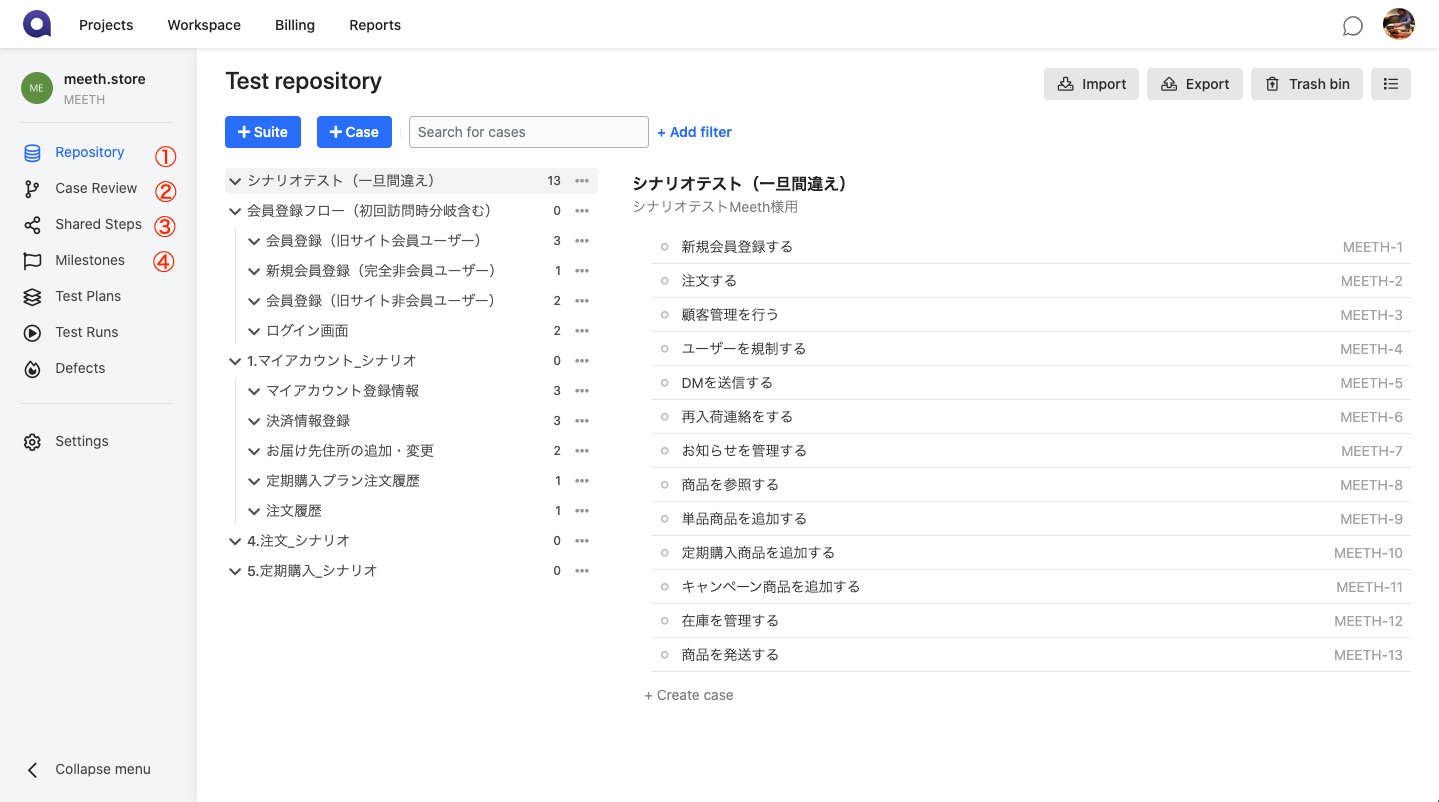 Projects Workspace Billing Reports
ME meeth.store
MEETH
Repository ①
Case Review ②
Shared Steps ③
Milestones ④
Test Plans
Test Runs
Defects
Settings
Collapse menu
Test repository
Import Export Trash bin
+ Suite + Case Search for cases + Add filter
シナリオテスト（一旦間違え） 13 •••
会員登録フロー（初回訪問時分岐含む） 0 •••
会員登録（旧サイト会員ユーザー） 3 •••
新規会員登録（完全非会員ユーザー） 1 •••
会員登録（旧サイト非会員ユーザー） 2 •••
ログイン画面 2 •••
1.マイアカウント_シナリオ 0 •••
マイアカウント登録情報 3 •••
決済情報登録 3 •••
お届け先住所の追加・変更 2 •••
定期購入プラン注文履歴 1 •••
注文履歴 1 •••
4.注文_シナリオ 0 •••
5.定期購入_シナリオ 0 •••
シナリオテスト（一旦間違え）
シナリオテストMeeth様用
新規会員登録する MEETH-1
注文する MEETH-2
顧客管理を行う MEETH-3
ユーザーを規制する MEETH-4
DMを送信する MEETH-5
再入荷連絡をする MEETH-6
お知らせを管理する MEETH-7
商品を参照する MEETH-8
単品商品を追加する MEETH-9
定期購入商品を追加する MEETH-10
キャンペーン商品を追加する MEETH-11
在庫を管理する MEETH-12
商品を発送する MEETH-13
+ Create case